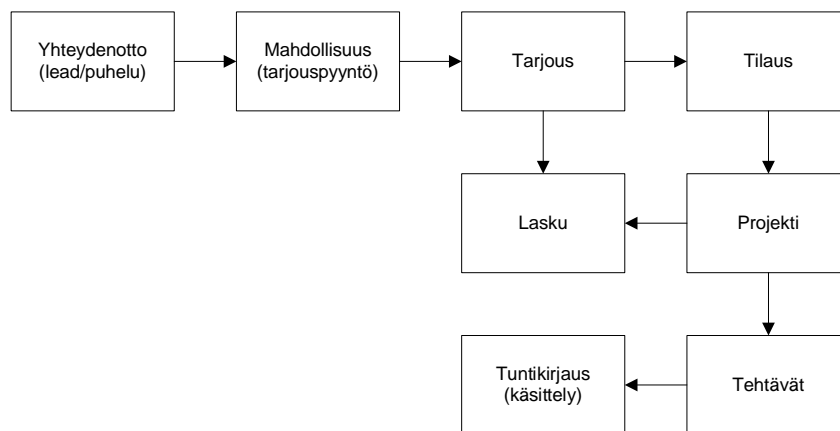 Yhteydenotto
(lead/puhelu)
Mahdollisuus
(tarjouspyyntö)
Tarjous
Tilaus
Lasku
Projekti
Tuntikirjaus
(käsittely)
Tehtävät